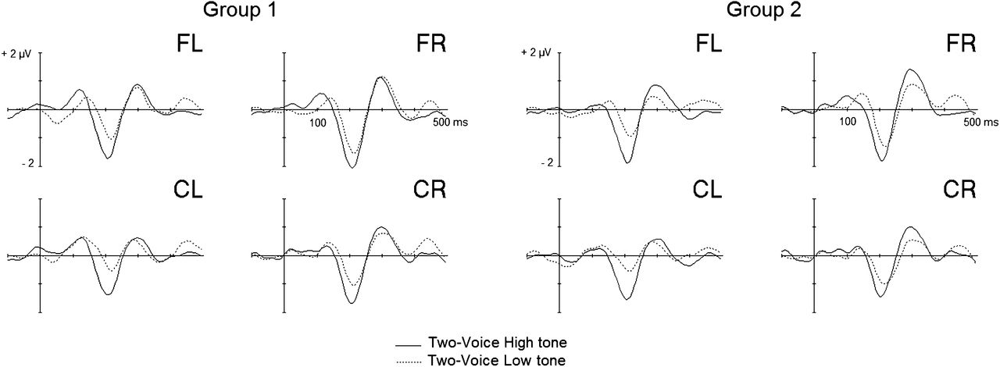 Group 1
Group 2
FL
FR
FL
FR
+ 2 µV
+ 2 µV
100
500 ms
100
500 ms
- 2
- 2
CL
CR
CL
CR
Two-Voice High tone
Two-Voice Low tone